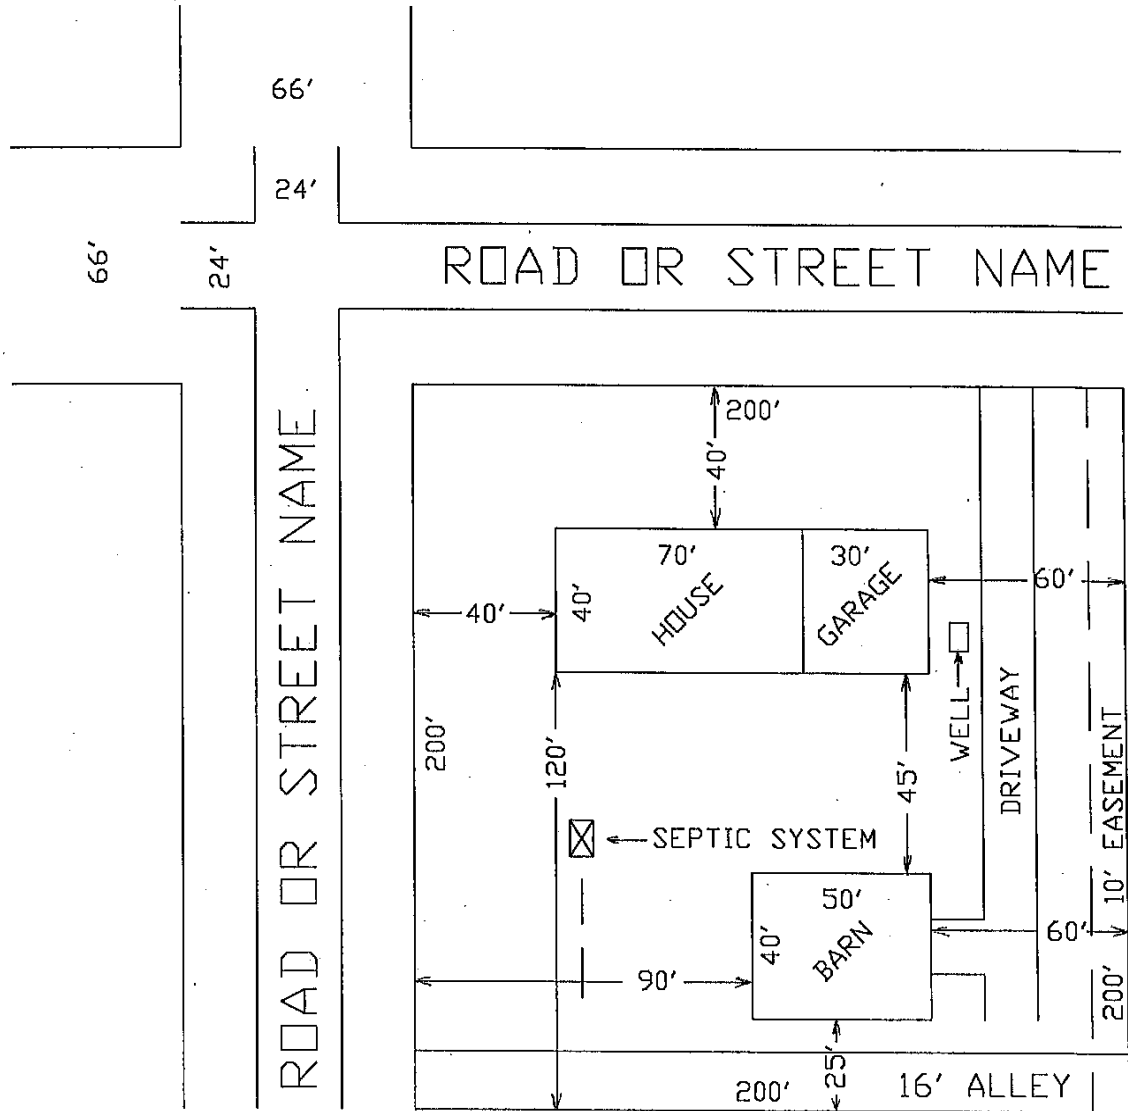 66'
24'
66'
24'
ROAD OR STREET NAME
ROAD OR STREET NAME
200'
40'
70'
30'
40'
HOUSE
GARAGE
40'
60'
WELL
DRIVEWAY
200'
120'
45'
10' EASEMENT
SEPTIC SYSTEM
50'
40'
BARN
60'
90'
200'
25'
200'
16' ALLEY